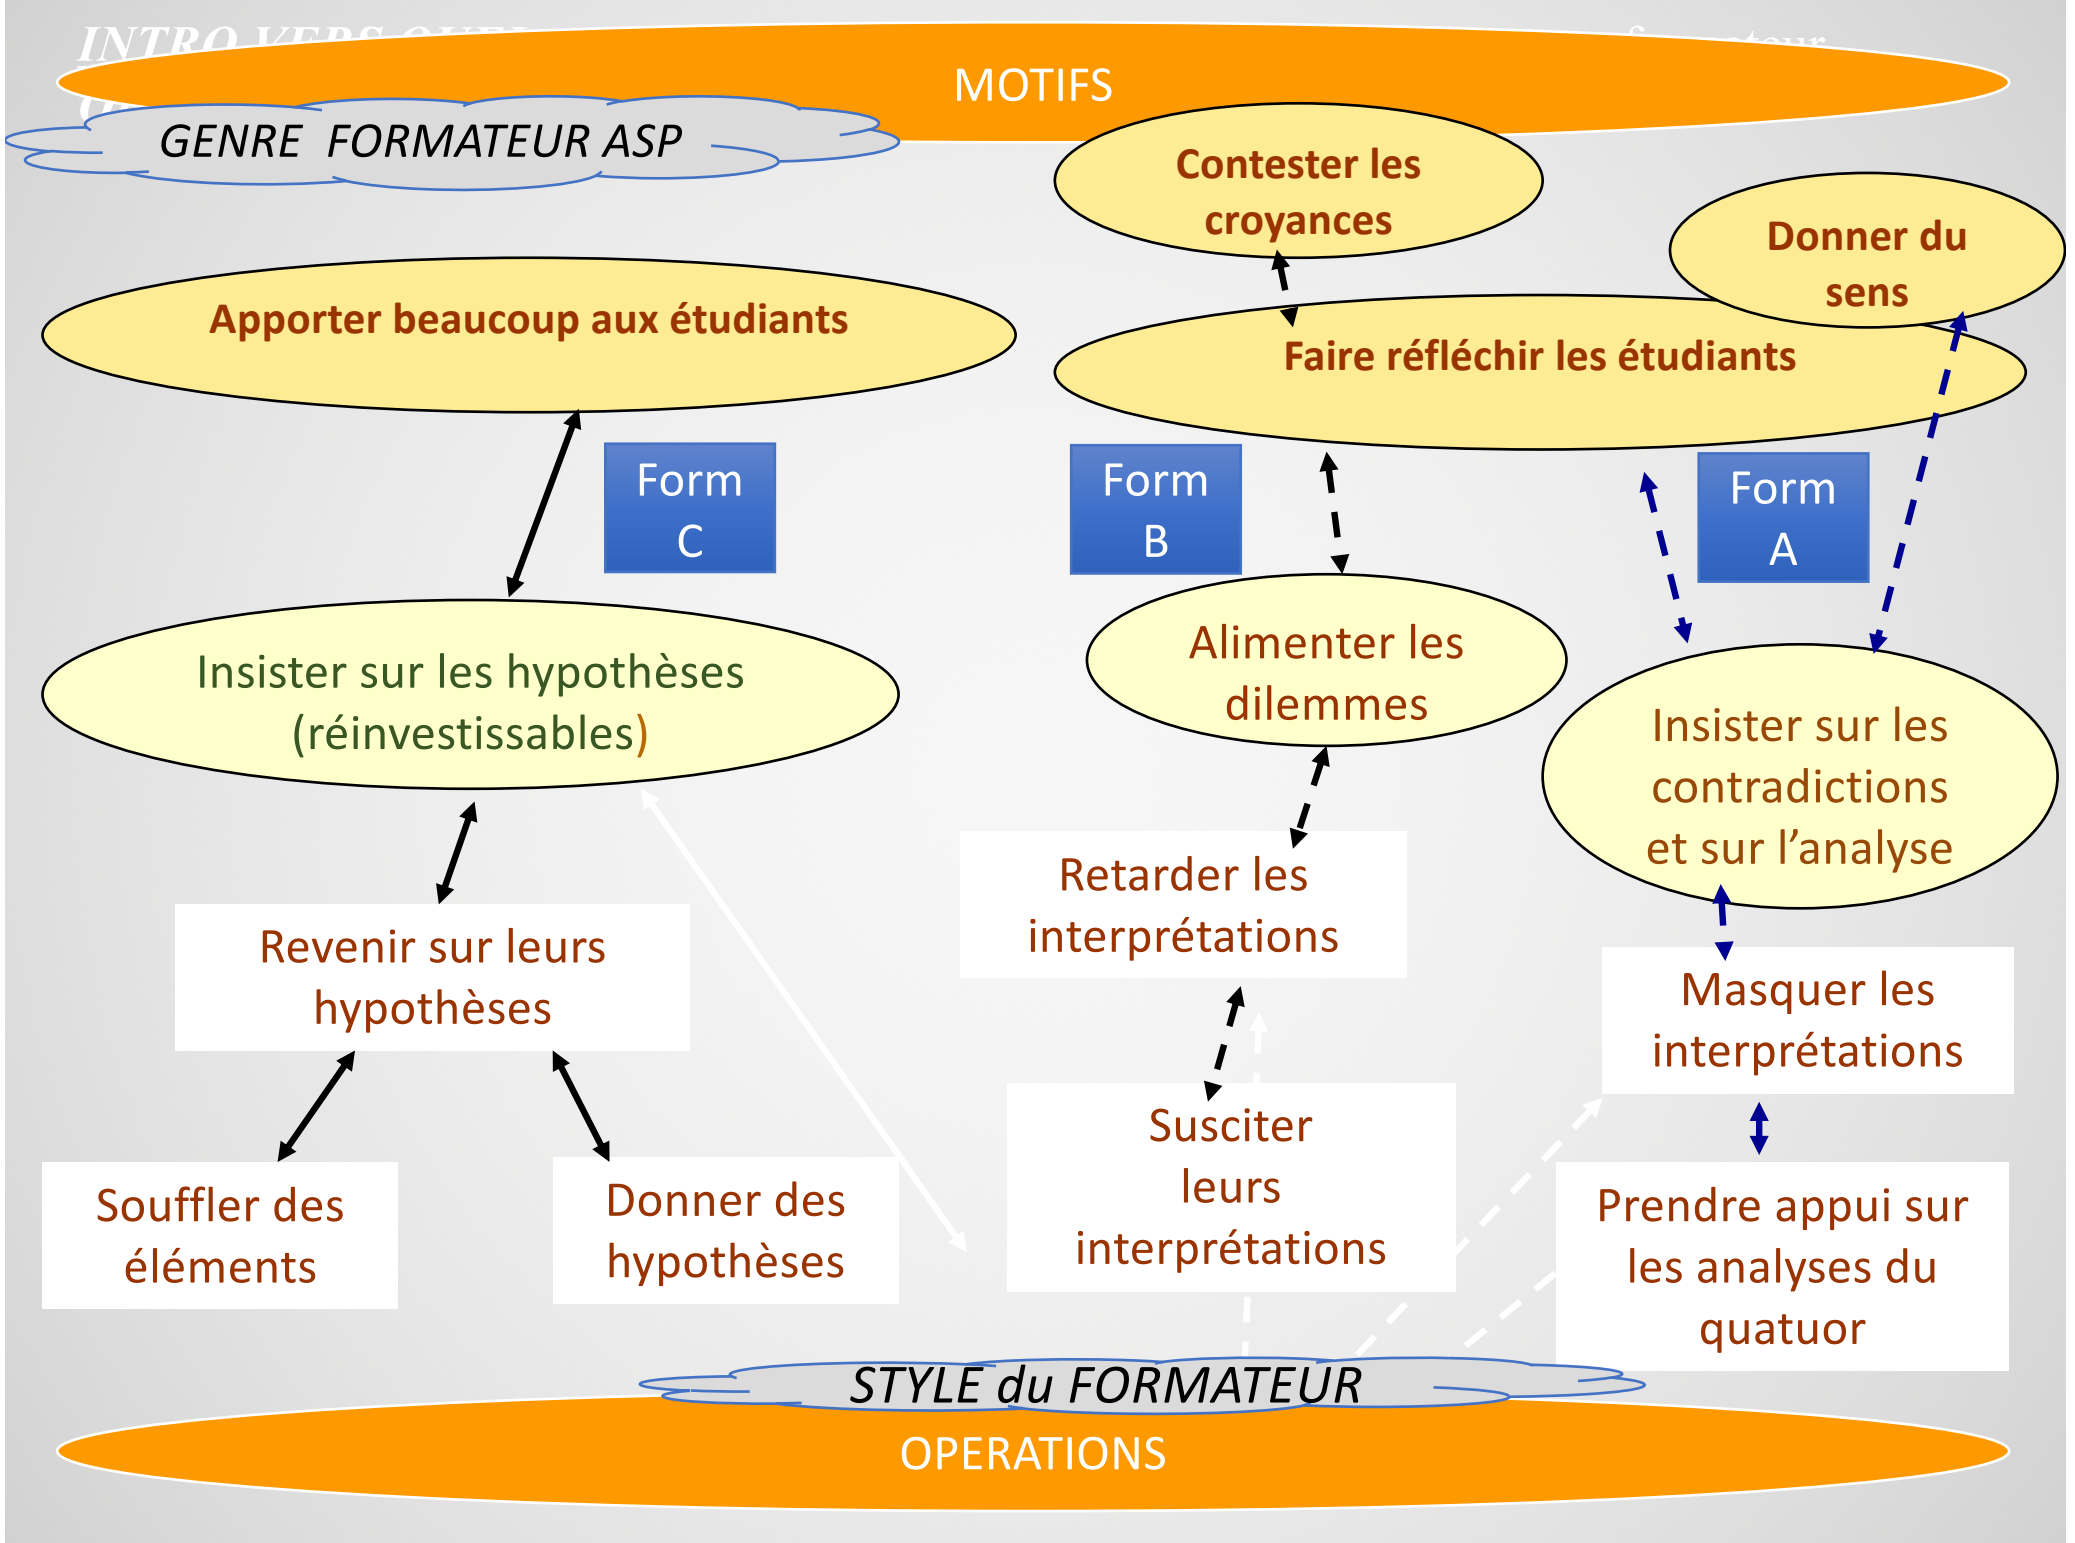 INTRO VERS QUEL
MOTIFS
GENRE  FORMATEUR ASP
Contester les
croyances
Donner du
sens
Apporter beaucoup aux étudiants
Faire réfléchir les étudiants
Form
C
Form
B
Form
A
Insister sur les hypothèses
(réinvestissables)
Alimenter les
dilemmes
Insister sur les
contradictions
et sur l’analyse
Retarder les
interprétations
Revenir sur leurs
hypothèses
Masquer les
interprétations
Susciter
leurs
interprétations
Souffler des
éléments
Donner des
hypothèses
Prendre appui sur
les analyses du
quatuor
STYLE du FORMATEUR
OPERATIONS